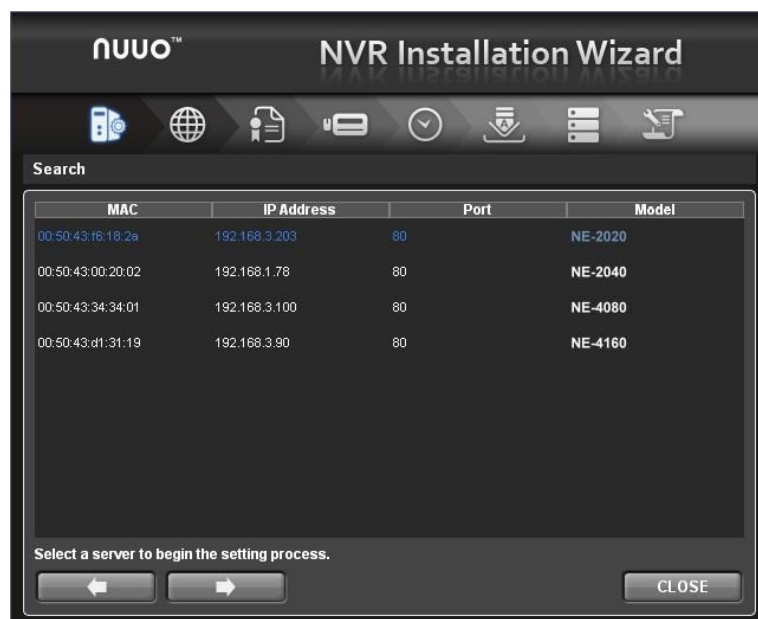 nuuo™
NVR Installation Wizard
Search
MAC IP Address Port Model
00:50:43:f6:18:2a 192.168.3.203 80 NE-2020
00:50:43:00:20:02 192.168.1.78 80 NE-2040
00:50:43:34:34:01 192.168.3.100 80 NE-4080
00:50:43:d1:31:19 192.168.3.90 80 NE-4160
Select a server to begin the setting process.
CLOSE